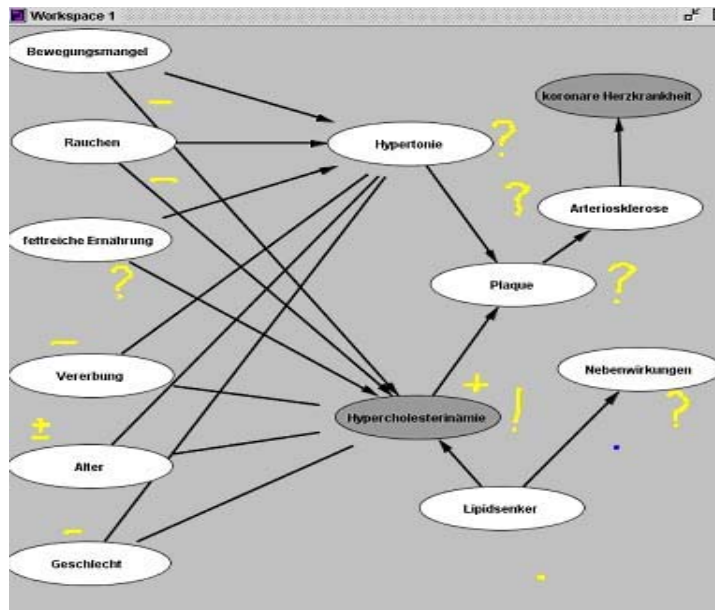 Workspace 1
Bewegungsmangel
–
koronare Herzkrankheit
Rauchen
Hypertonie
?
–
?
Arteriosklerose
fettreiche Ernährung
?
Plaque
?
–
Vererbung
Nebenwirkungen
+
!
?
Hypercholesterinämie
±
Alter
Lipidsenker
–
Geschlecht